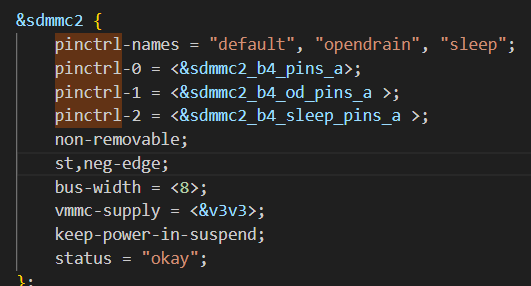 &sdmmc2 {
pinctrl-names = "default", "opendrain", "sleep";
pinctrl-0 = <&sdmmc2_b4_pins_a>;
pinctrl-1 = <&sdmmc2_b4_od_pins_a >;
pinctrl-2 = <&sdmmc2_b4_sleep_pins_a >;
non-removable;
st,neg-edge;
bus-width = <8>;
vmmc-supply = <&v3v3>;
keep-power-in-suspend;
status = "okay";
};